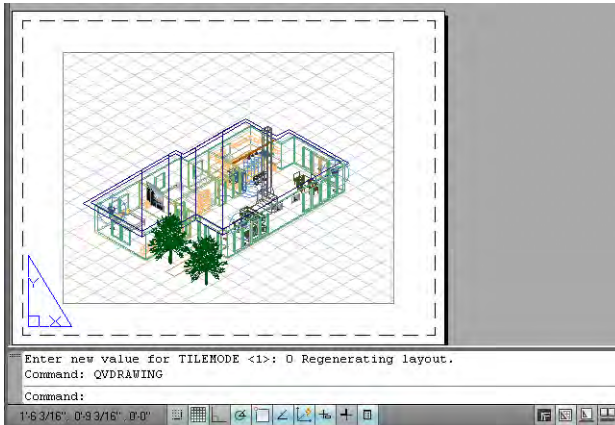 Y
X
Enter new value for TILEMODE <1>: 0 Regenerating layout.
Command: QVDRAWING
Command:
1'-6 3/16", 0'-9 3/16", 0'-0"